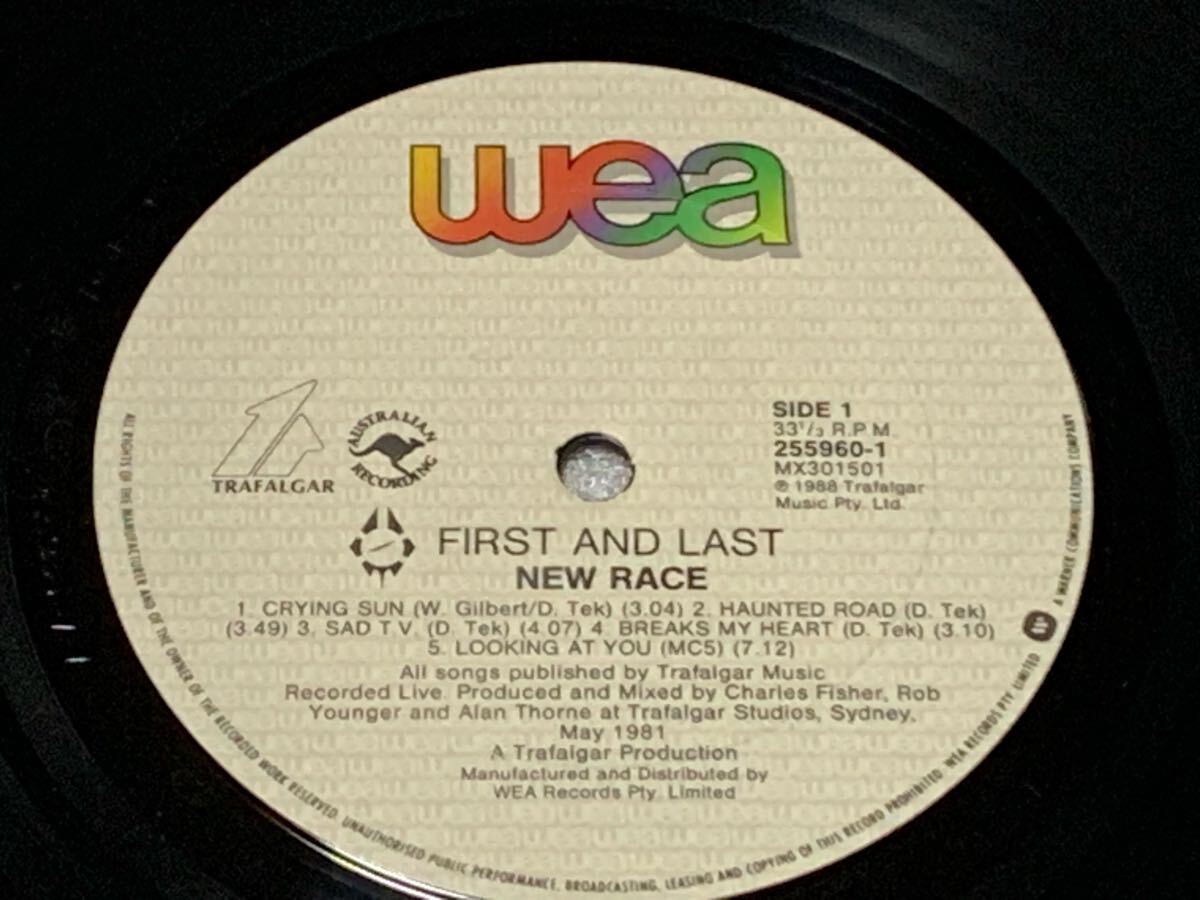 wea
TRAFALGAR
AUSTRALIAN
RECORDING
SIDE 1
33⅓ R.P.M.
255960-1
MX301501
℗ 1988 Trafalgar
Music Pty. Ltd.
FIRST AND LAST
NEW RACE
1. CRYING SUN (W. Gilbert/D. Tek) (3.04) 2. HAUNTED ROAD (D. Tek)
(3.49) 3. SAD T.V. (D. Tek) (4.07) 4. BREAKS MY HEART (D. Tek) (3.10)
5. LOOKING AT YOU (MC5) (7.12)
All songs published by Trafalgar Music
Recorded Live. Produced and Mixed by Charles Fisher, Rob
Younger and Alan Thorne at Trafalgar Studios, Sydney,
May 1981
A Trafalgar Production
Manufactured and Distributed by
WEA Records Pty. Limited
ALL RIGHTS OF THE MANUFACTURER AND OF THE OWNER OF THE RECORDED WORK RESERVED. UNAUTHORISED PUBLIC PERFORMANCE, BROADCASTING, LEASING AND COPYING OF THIS RECORD PROHIBITED. WEA RECORDS PTY. LIMITED
A WARNER COMMUNICATIONS COMPANY